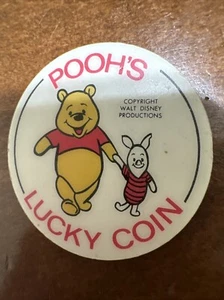 POOH'S
COPYRIGHT
WALT DISNEY
PRODUCTIONS
LUCKY COIN